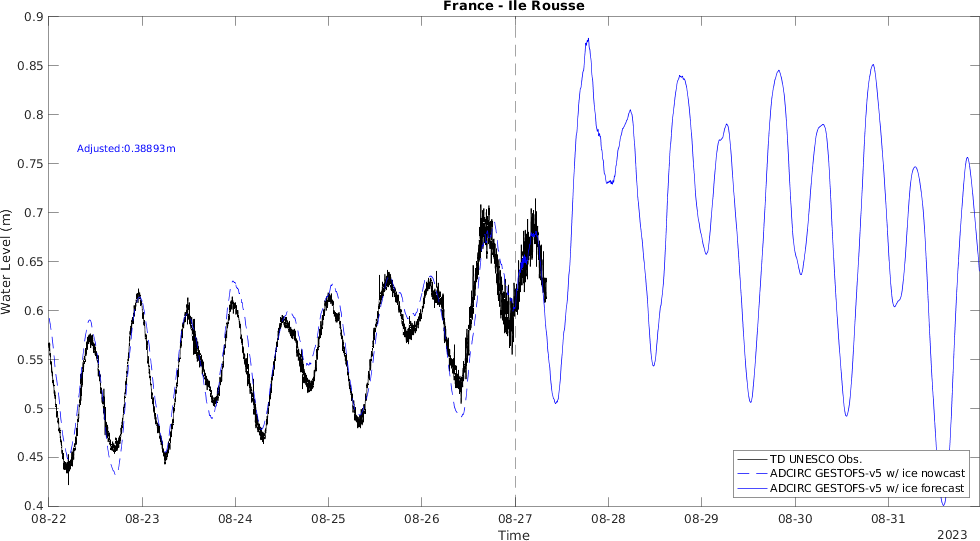 France - Ile Rousse
0.9
0.85
0.8
0.75
0.7
0.65
0.6
0.55
0.5
0.45
0.4
Water Level (m)
Adjusted:0.38893m
TD UNESCO Obs.
ADCIRC GESTOFS-v5 w/ ice nowcast
ADCIRC GESTOFS-v5 w/ ice forecast
08-22 08-23 08-24 08-25 08-26 08-27 08-28 08-29 08-30 08-31
Time
2023